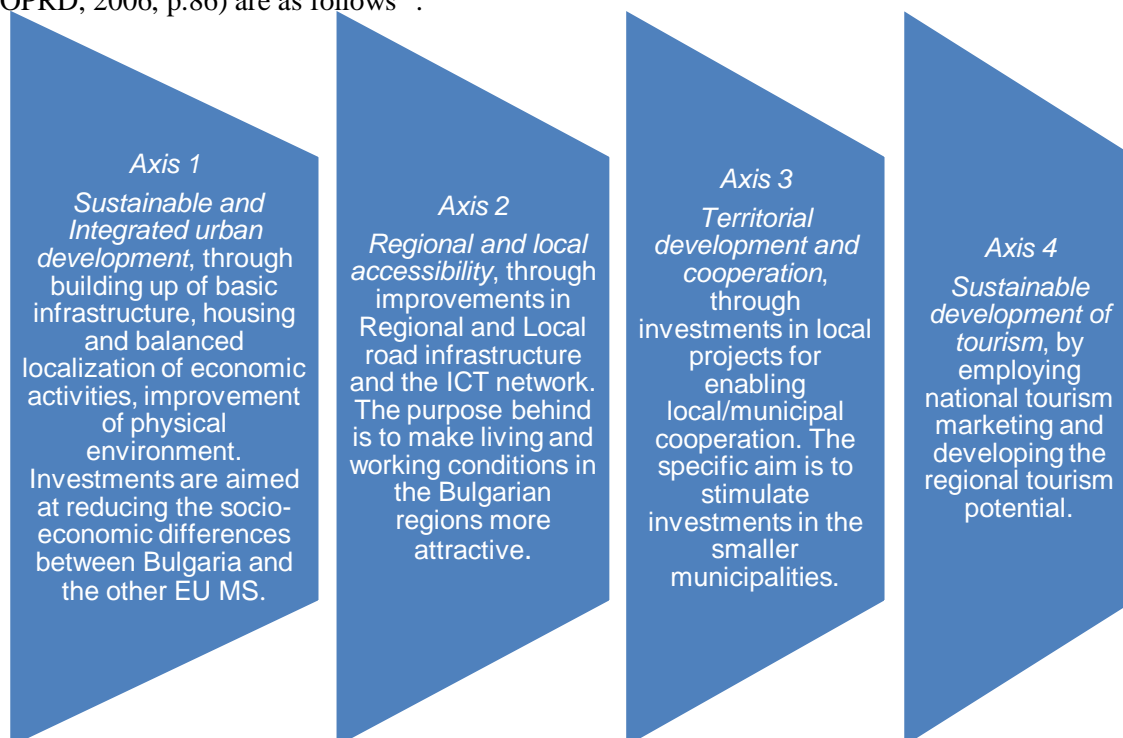 OPRD, 2006, p.86) are as follows
Axis 1
Sustainable and
Integrated urban
development, through
building up of basic
infrastructure, housing
and balanced
localization of economic
activities, improvement
of physical
environment.
Investments are aimed
at reducing the socio-
economic differences
between Bulgaria and
the other EU MS.
Axis 2
Regional and local
accessibility, through
improvements in
Regional and Local
road infrastructure
and the ICT network.
The purpose behind
is to make living and
working conditions in
the Bulgarian
regions more
attractive.
Axis 3
Territorial
development and
cooperation,
through
investments in local
projects for
enabling
local/municipal
cooperation. The
specific aim is to
stimulate
investments in the
smaller
municipalities.
Axis 4
Sustainable
development of
tourism, by
employing
national tourism
marketing and
developing the
regional tourism
potential.